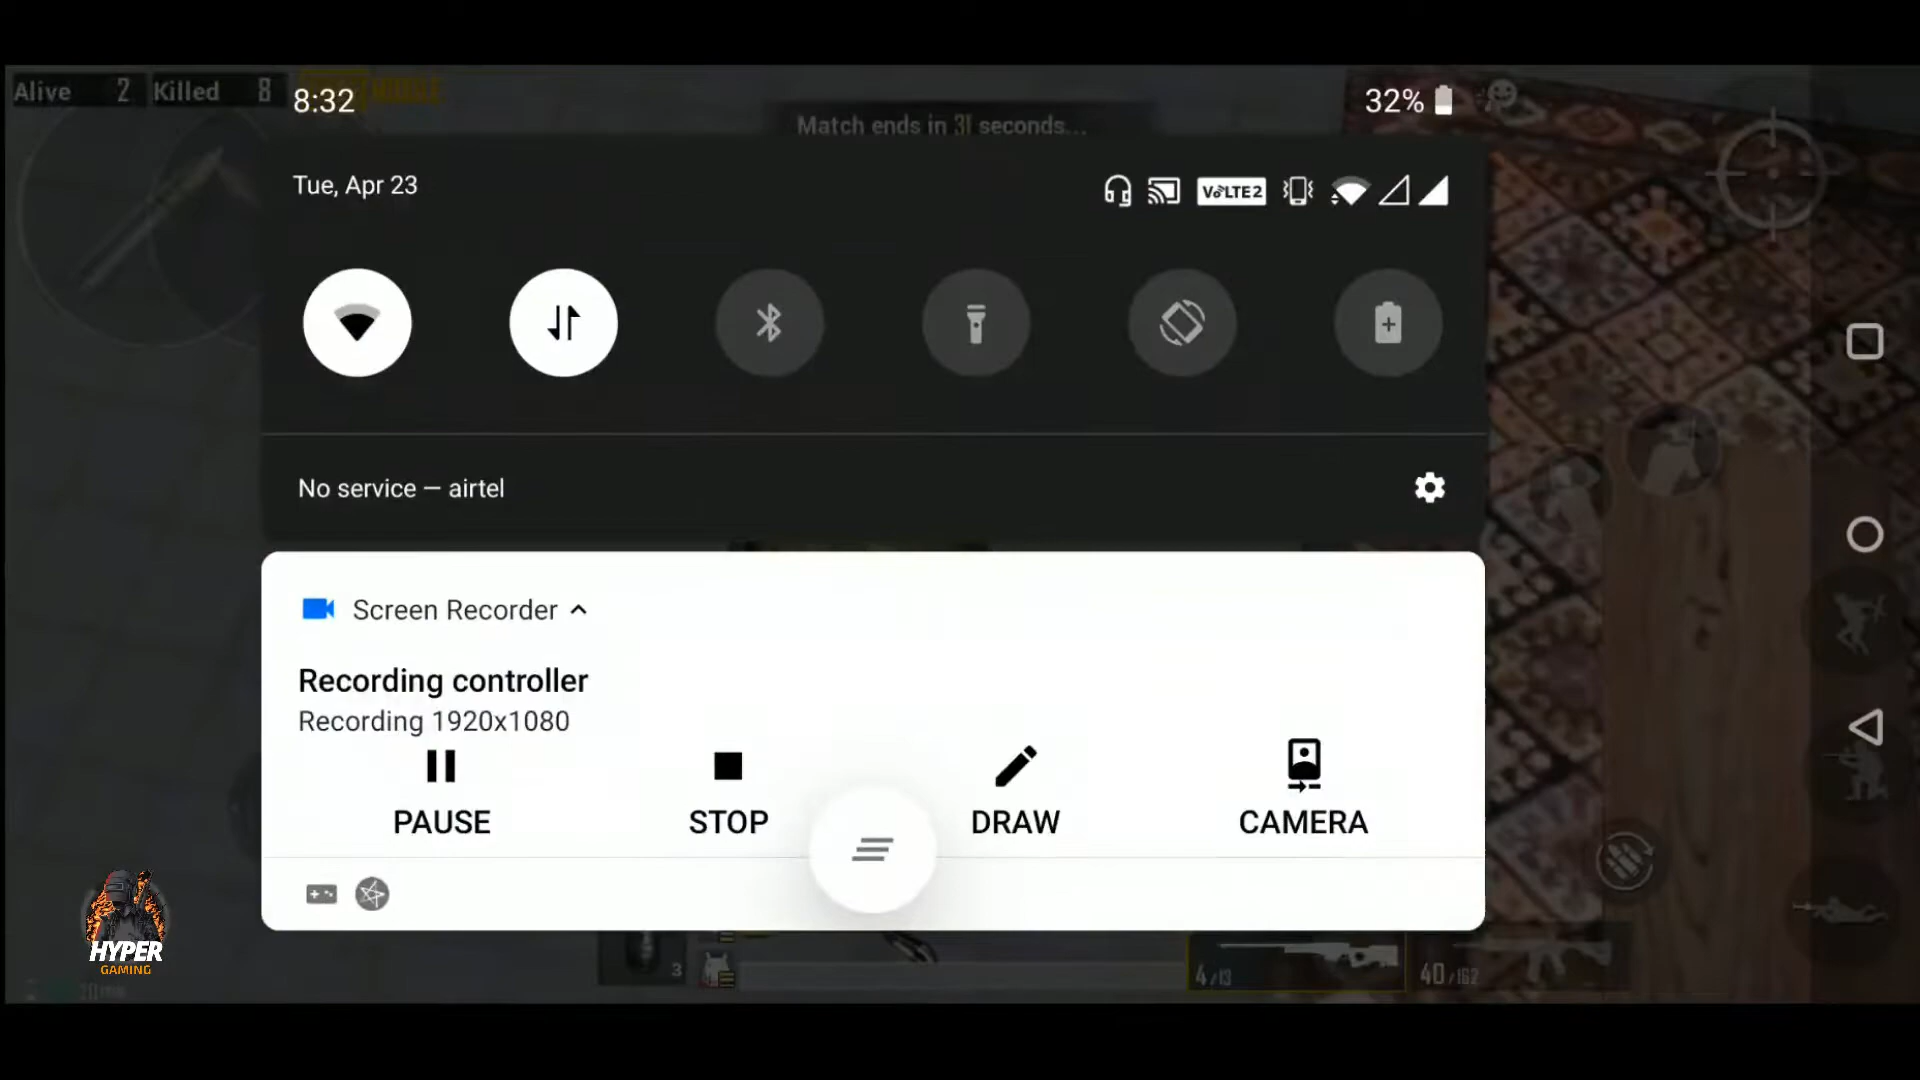 Alive 2 Killed 8
8:32
32%
Match ends in 31 seconds...
Tue, Apr 23
VoLTE2
No service — airtel
Screen Recorder
Recording controller
Recording 1920x1080
PAUSE STOP DRAW CAMERA
HYPER
GAMING
3
4/13
40/162